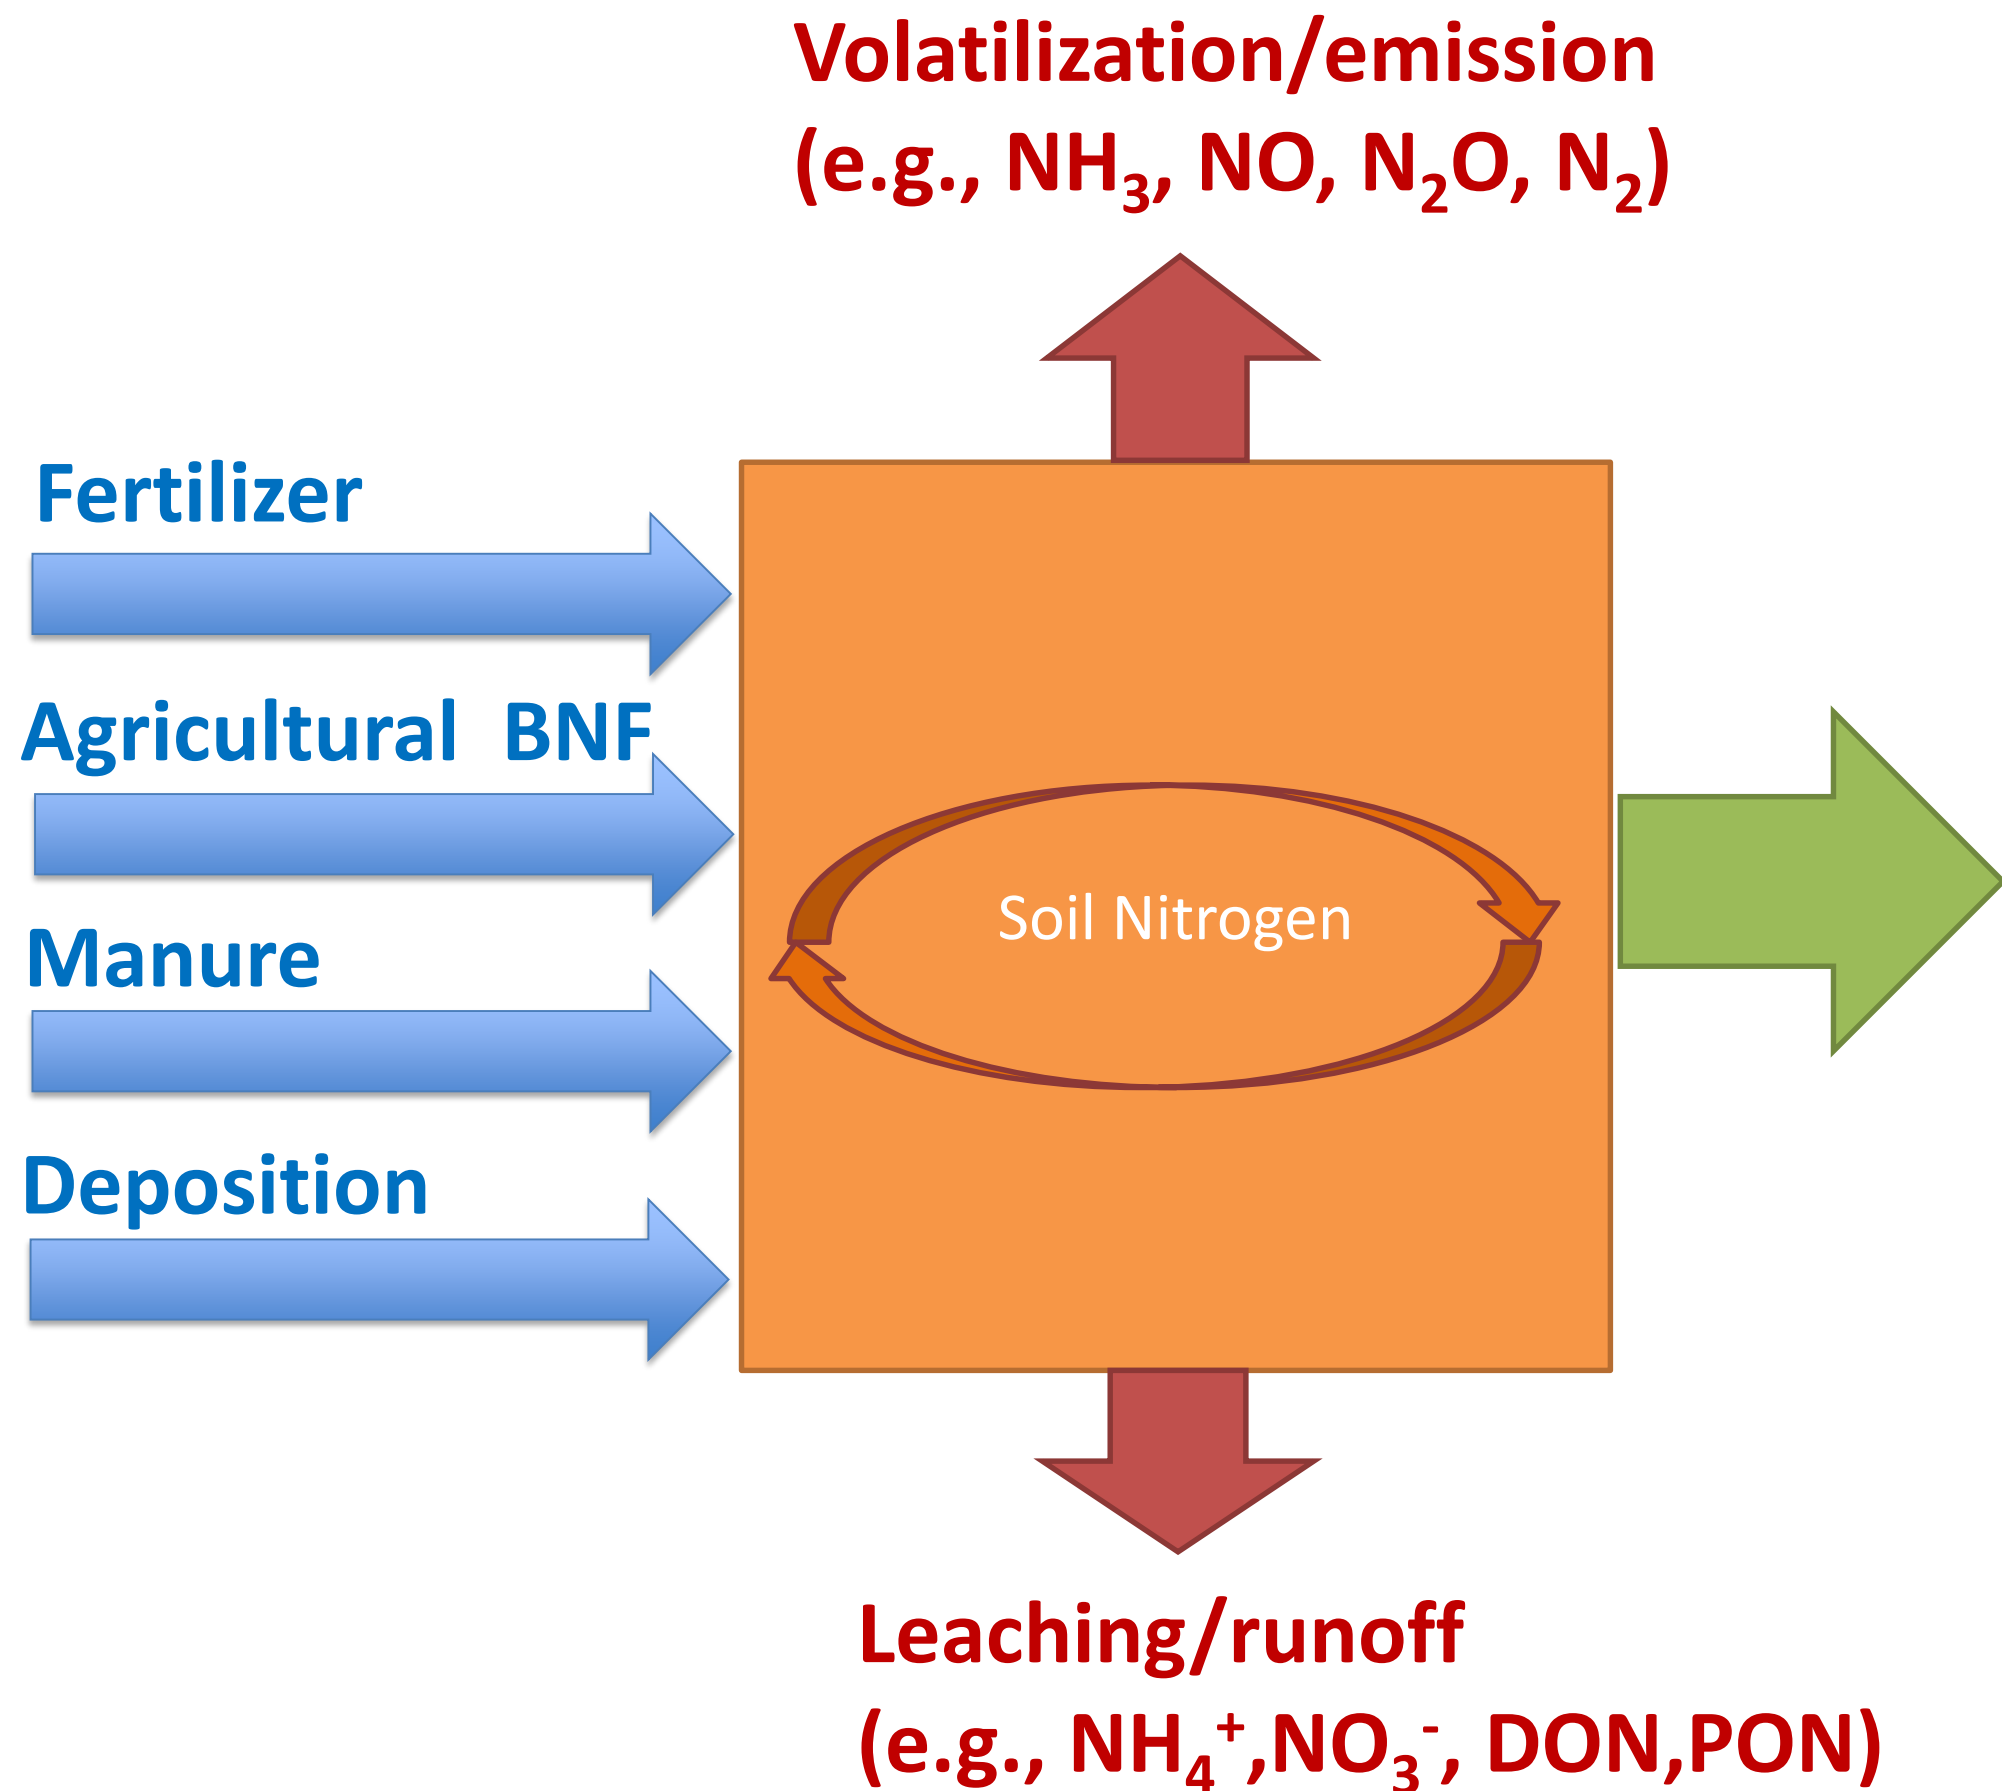 Volatilization/emission
(e.g., NH₃, NO, N₂O, N₂)
Fertilizer
Agricultural  BNF
Manure
Deposition
Soil Nitrogen
Leaching/runoff
(e.g., NH₄⁺,NO₃⁻, DON,PON)